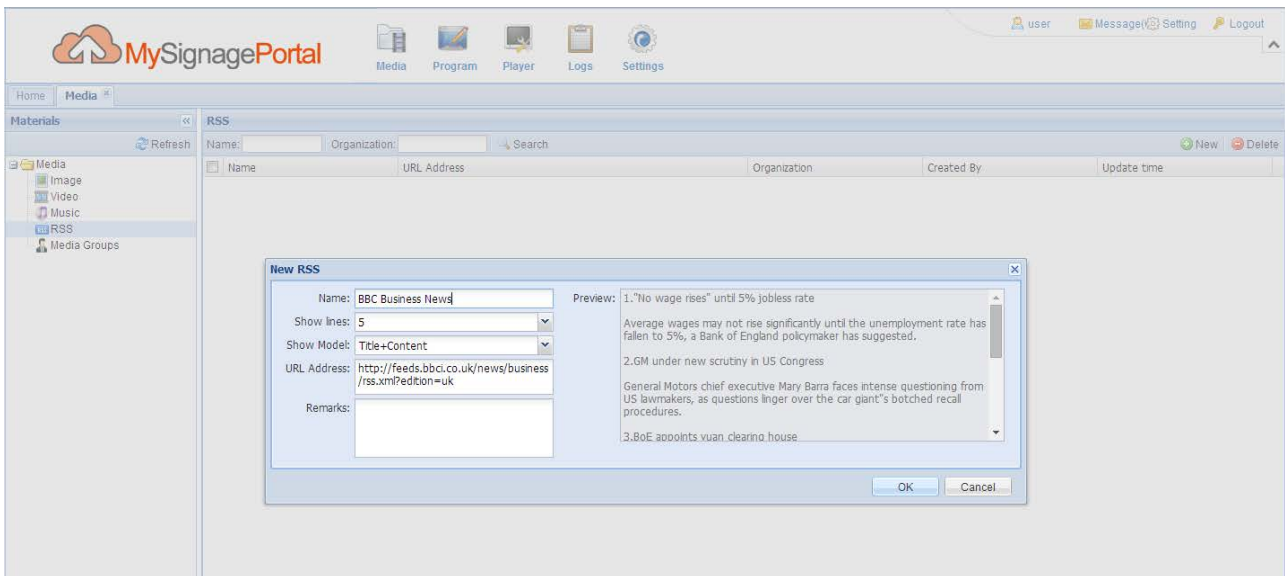 user Message( Setting Logout
MySignagePortal
Media Program Player Logs Settings
Home Media
Materials
Refresh
Media
Image
Video
Music
RSS
Media Groups
RSS
Name: Organization: Search New Delete
Name URL Address Organization Created By Update time
New RSS
Name: BBC Business News
Show lines: 5
Show Model: Title+Content
URL Address: http://feeds.bbci.co.uk/news/business
/rss.xml?edition=uk
Remarks:
Preview: 1."No wage rises" until 5% jobless rate
Average wages may not rise significantly until the unemployment rate has
fallen to 5%, a Bank of England policymaker has suggested.
2.GM under new scrutiny in US Congress
General Motors chief executive Mary Barra faces intense questioning from
US lawmakers, as questions linger over the car giant"s botched recall
procedures.
3.BoE appoints yuan clearing house
OK Cancel